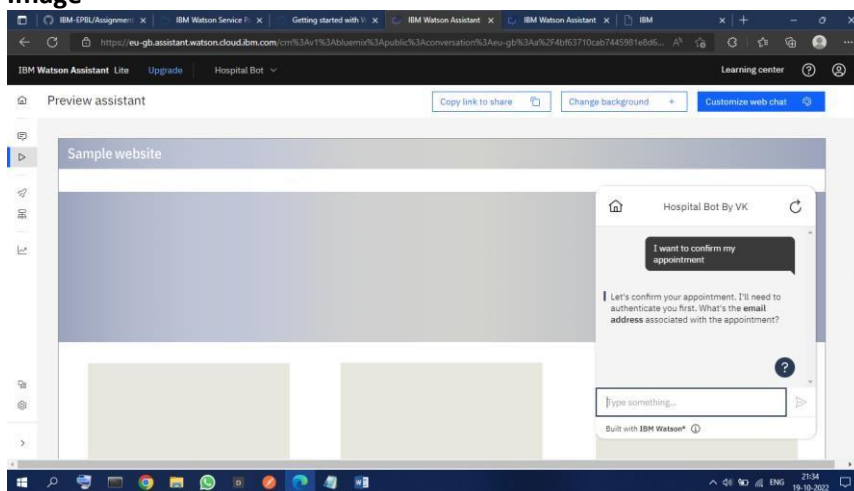 Image
IBM-EPBL/Assignment
IBM Watson Service P
Getting started with W
IBM Watson Assistant
IBM Watson Assistant
IBM
https://eu-gb.assistant.watson.cloud.ibm.com/crn%3Av1%3Abluemix%3Apublic%3Aconversation%3Aeu-gb%3Aa%2F4bf63710cab7445981e8d6...
IBM Watson Assistant Lite Upgrade Hospital Bot Learning center
Preview assistant Copy link to share Change background + Customize web chat
Sample website
Hospital Bot By VK
I want to confirm my
appointment
Let's confirm your appointment. I'll need to
authenticate you first. What's the email
address associated with the appointment?
?
Type something...
Built with IBM Watson®
ENG
21:34
19-10-2022